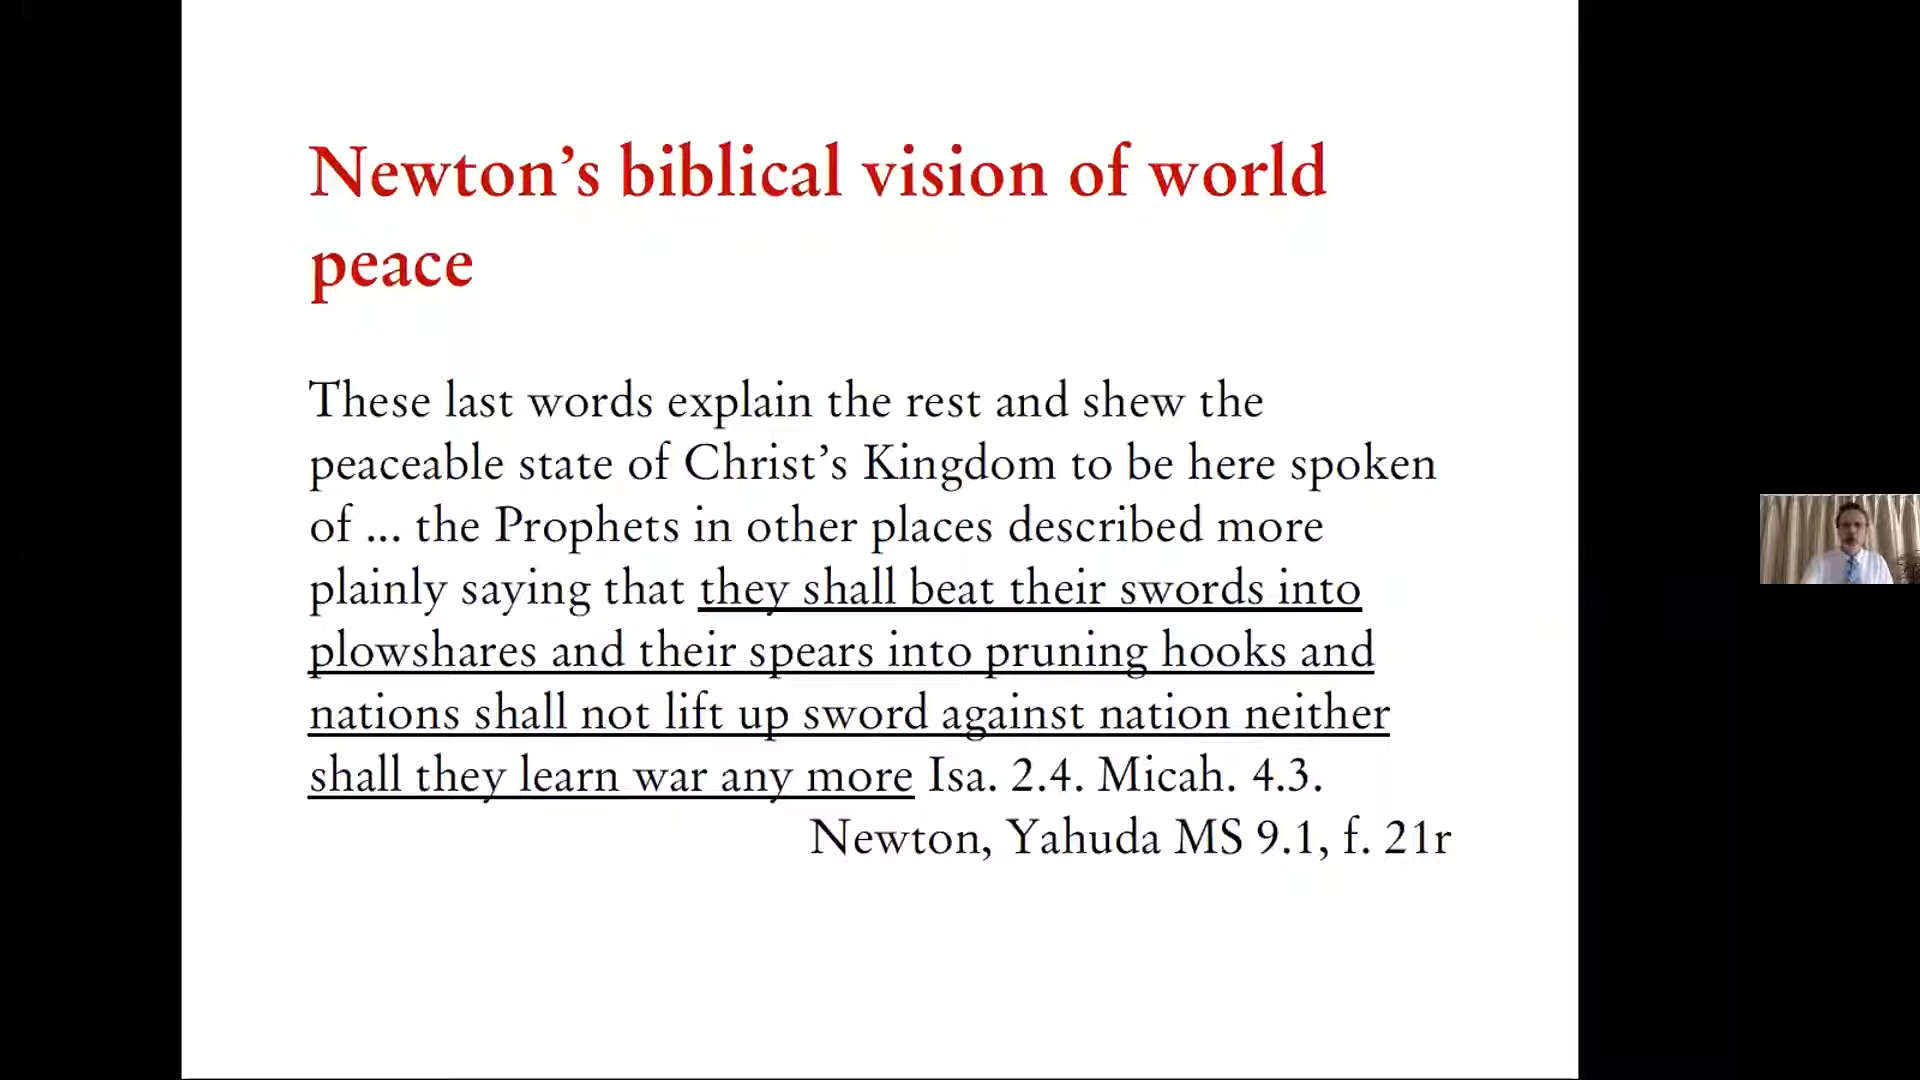 Newton’s biblical vision of world
peace
These last words explain the rest and shew the
peaceable state of Christ’s Kingdom to be here spoken
of ... the Prophets in other places described more
plainly saying that they shall beat their swords into
plowshares and their spears into pruning hooks and
nations shall not lift up sword against nation neither
shall they learn war any more Isa. 2.4. Micah. 4.3.
Newton, Yahuda MS 9.1, f. 21r